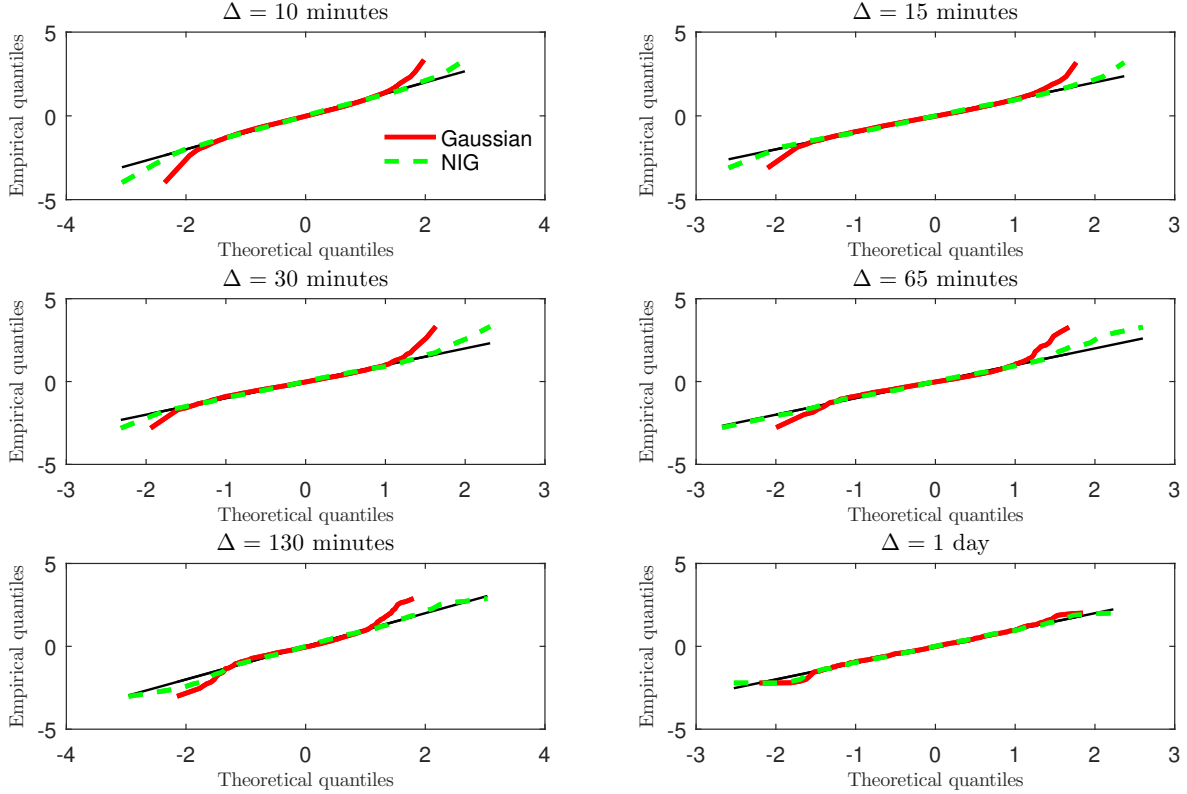 Δ = 10 minutes
Empirical quantiles
5
0
-5
Gaussian
NIG
-4 -2 0 2 4
Theoretical quantiles
Δ = 15 minutes
Empirical quantiles
5
0
-5
-3 -2 -1 0 1 2 3
Theoretical quantiles
Δ = 30 minutes
Empirical quantiles
5
0
-5
-3 -2 -1 0 1 2 3
Theoretical quantiles
Δ = 65 minutes
Empirical quantiles
5
0
-5
-3 -2 -1 0 1 2 3
Theoretical quantiles
Δ = 130 minutes
Empirical quantiles
5
0
-5
-4 -2 0 2 4
Theoretical quantiles
Δ = 1 day
Empirical quantiles
5
0
-5
-3 -2 -1 0 1 2 3
Theoretical quantiles